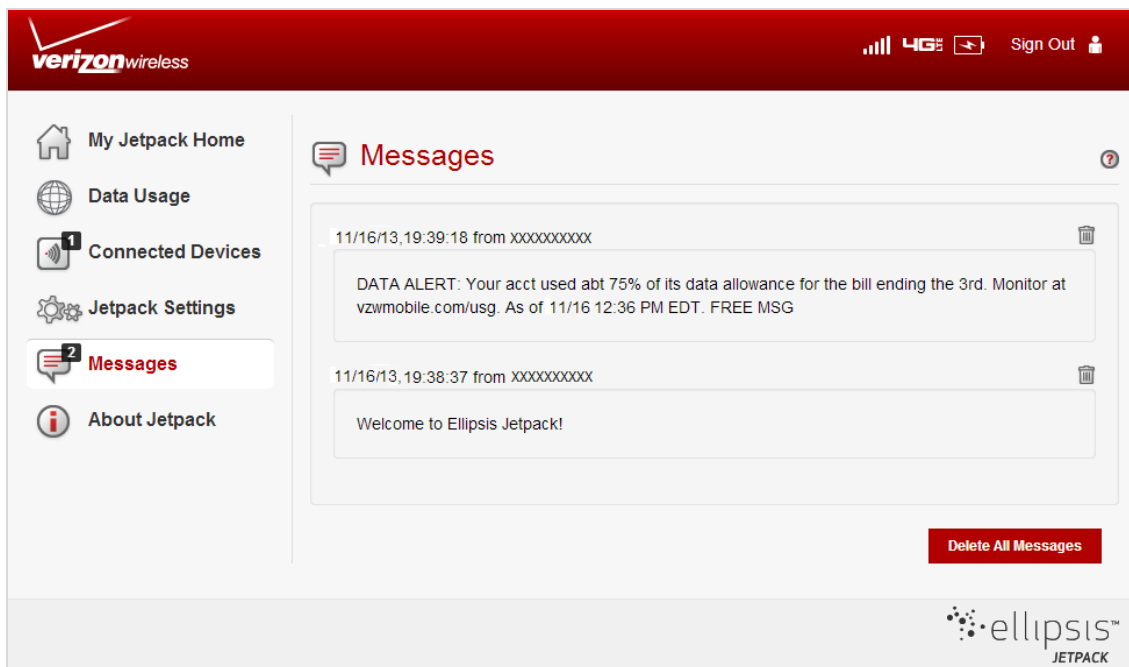 verizonwireless
4G LTE
Sign Out
My Jetpack Home
Data Usage
1
Connected Devices
Jetpack Settings
2
Messages
About Jetpack
Messages
?
11/16/13,19:39:18 from XXXXXXXXXX
DATA ALERT: Your acct used abt 75% of its data allowance for the bill ending the 3rd. Monitor at
vzwmobile.com/usg. As of 11/16 12:36 PM EDT. FREE MSG
11/16/13,19:38:37 from XXXXXXXXXX
Welcome to Ellipsis Jetpack!
Delete All Messages
ellipsis™
JETPACK